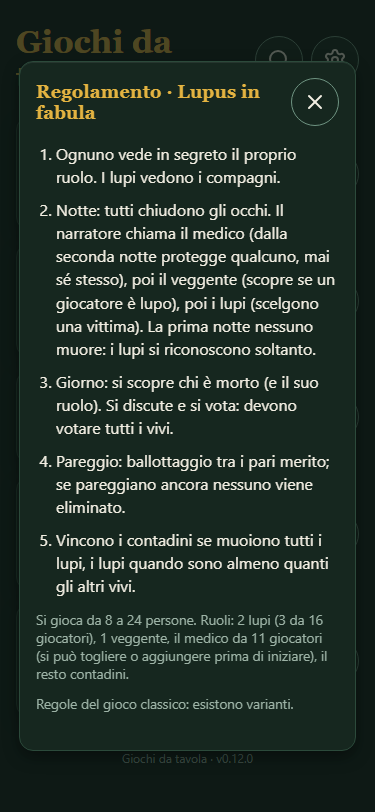 Giochi da
Regolamento · Lupus in
fabula
1. Ognuno vede in segreto il proprio
ruolo. I lupi vedono i compagni.
2. Notte: tutti chiudono gli occhi. Il
narratore chiama il medico (dalla
seconda notte protegge qualcuno, mai
sé stesso), poi il veggente (scopre se un
giocatore è lupo), poi i lupi (scelgono
una vittima). La prima notte nessuno
muore: i lupi si riconoscono soltanto.
3. Giorno: si scopre chi è morto (e il suo
ruolo). Si discute e si vota: devono
votare tutti i vivi.
4. Pareggio: ballottaggio tra i pari merito;
se pareggiano ancora nessuno viene
eliminato.
5. Vincono i contadini se muoiono tutti i
lupi, i lupi quando sono almeno quanti
gli altri vivi.
Si gioca da 8 a 24 persone. Ruoli: 2 lupi (3 da 16
giocatori), 1 veggente, il medico da 11 giocatori
(si può togliere o aggiungere prima di iniziare), il
resto contadini.
Regole del gioco classico: esistono varianti.
Giochi da tavola · v0.12.0